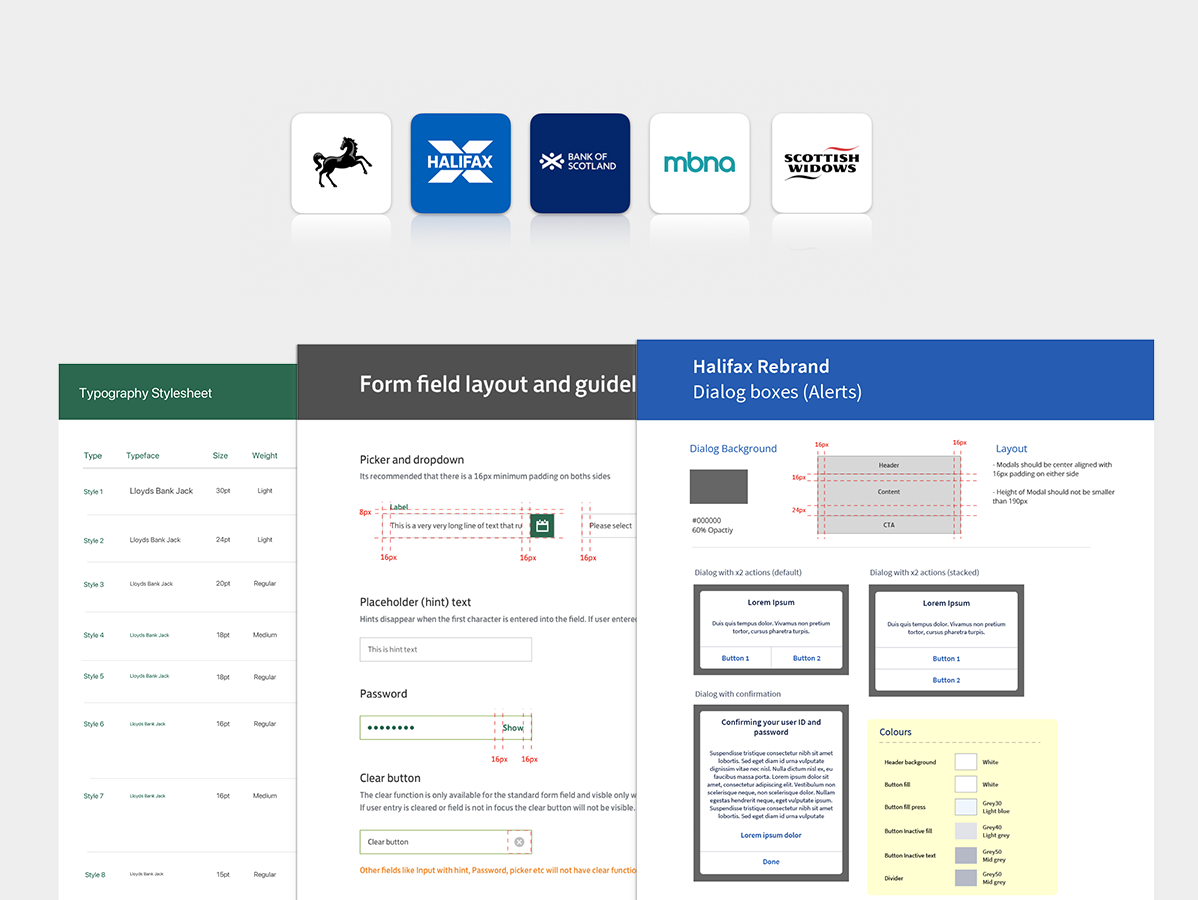 HALIFAX
BANK OF
SCOTLAND
mbna
SCOTTISH
WIDOWS
Typography Stylesheet
Type Typeface Size Weight
Style 1 Lloyds Bank Jack 30pt Light
Style 2 Lloyds Bank Jack 24pt Light
Style 3 Lloyds Bank Jack 20pt Regular
Style 4 Lloyds Bank Jack 18pt Medium
Style 5 Lloyds Bank Jack 18pt Regular
Style 6 Lloyds Bank Jack 16pt Regular
Style 7 Lloyds Bank Jack 16pt Medium
Style 8 Lloyds Bank Jack 15pt Regular
Form field layout and guidel
Picker and dropdown
Its recommended that there is a 16px minimum padding on boths sides
8px
Label
This is a very very long line of text that ru
Please select
16px 16px 16px
Placeholder (hint) text
Hints disappear when the first character is entered into the field. If user entere
This is hint text
Password
Show
16px 16px
Clear button
The clear function is only available for the standard form field and visble only w
If user entry is cleared or field is not in focus the clear button will not be visible.
Clear button
Other fields like Input with hint, Password, picker etc will not have clear functio
Halifax Rebrand
Dialog boxes (Alerts)
Dialog Background
#000000
60% Opactiy
16px 16px
Header
16px
Content
24px
CTA
Layout
- Modals should be center aligned with
16px padding on either side
- Height of Modal should not be smaller
than 190px
Dialog with x2 actions (default)
Lorem Ipsum
Duis quis tempus dolor. Vivamus non pretium
tortor, cursus pharetra turpis.
Button 1 Button 2
Dialog with x2 actions (stacked)
Lorem Ipsum
Duis quis tempus dolor. Vivamus non pretium
tortor, cursus pharetra turpis.
Button 1
Button 2
Dialog with confirmation
Confirming your user ID and
password
Suspendisse tristique consectetur nibh sit amet
lobortis. Sed eget diam id urna vulputate
dignissim vitae nec nisl. Nulla dictum nisl ex, eu
faucibus massa porta. Lorem ipsum dolor sit
amet, consectetur adipiscing elit. Vestibulum non
scelerisque neque, non scelerisque dolor. Nullam
egestas hendrerit neque, eget vulputate ipsum.
Suspendisse tristique consectetur nibh sit amet
lobortis. Sed eget diam id urna vulputate
Lorem ipsum dolor
Done
Colours
Header background White
Button fill White
Button fill press Grey30
Light blue
Button Inactive fill Grey40
Light grey
Button Inactive text Grey50
Mid grey
Divider Grey50
Mid grey